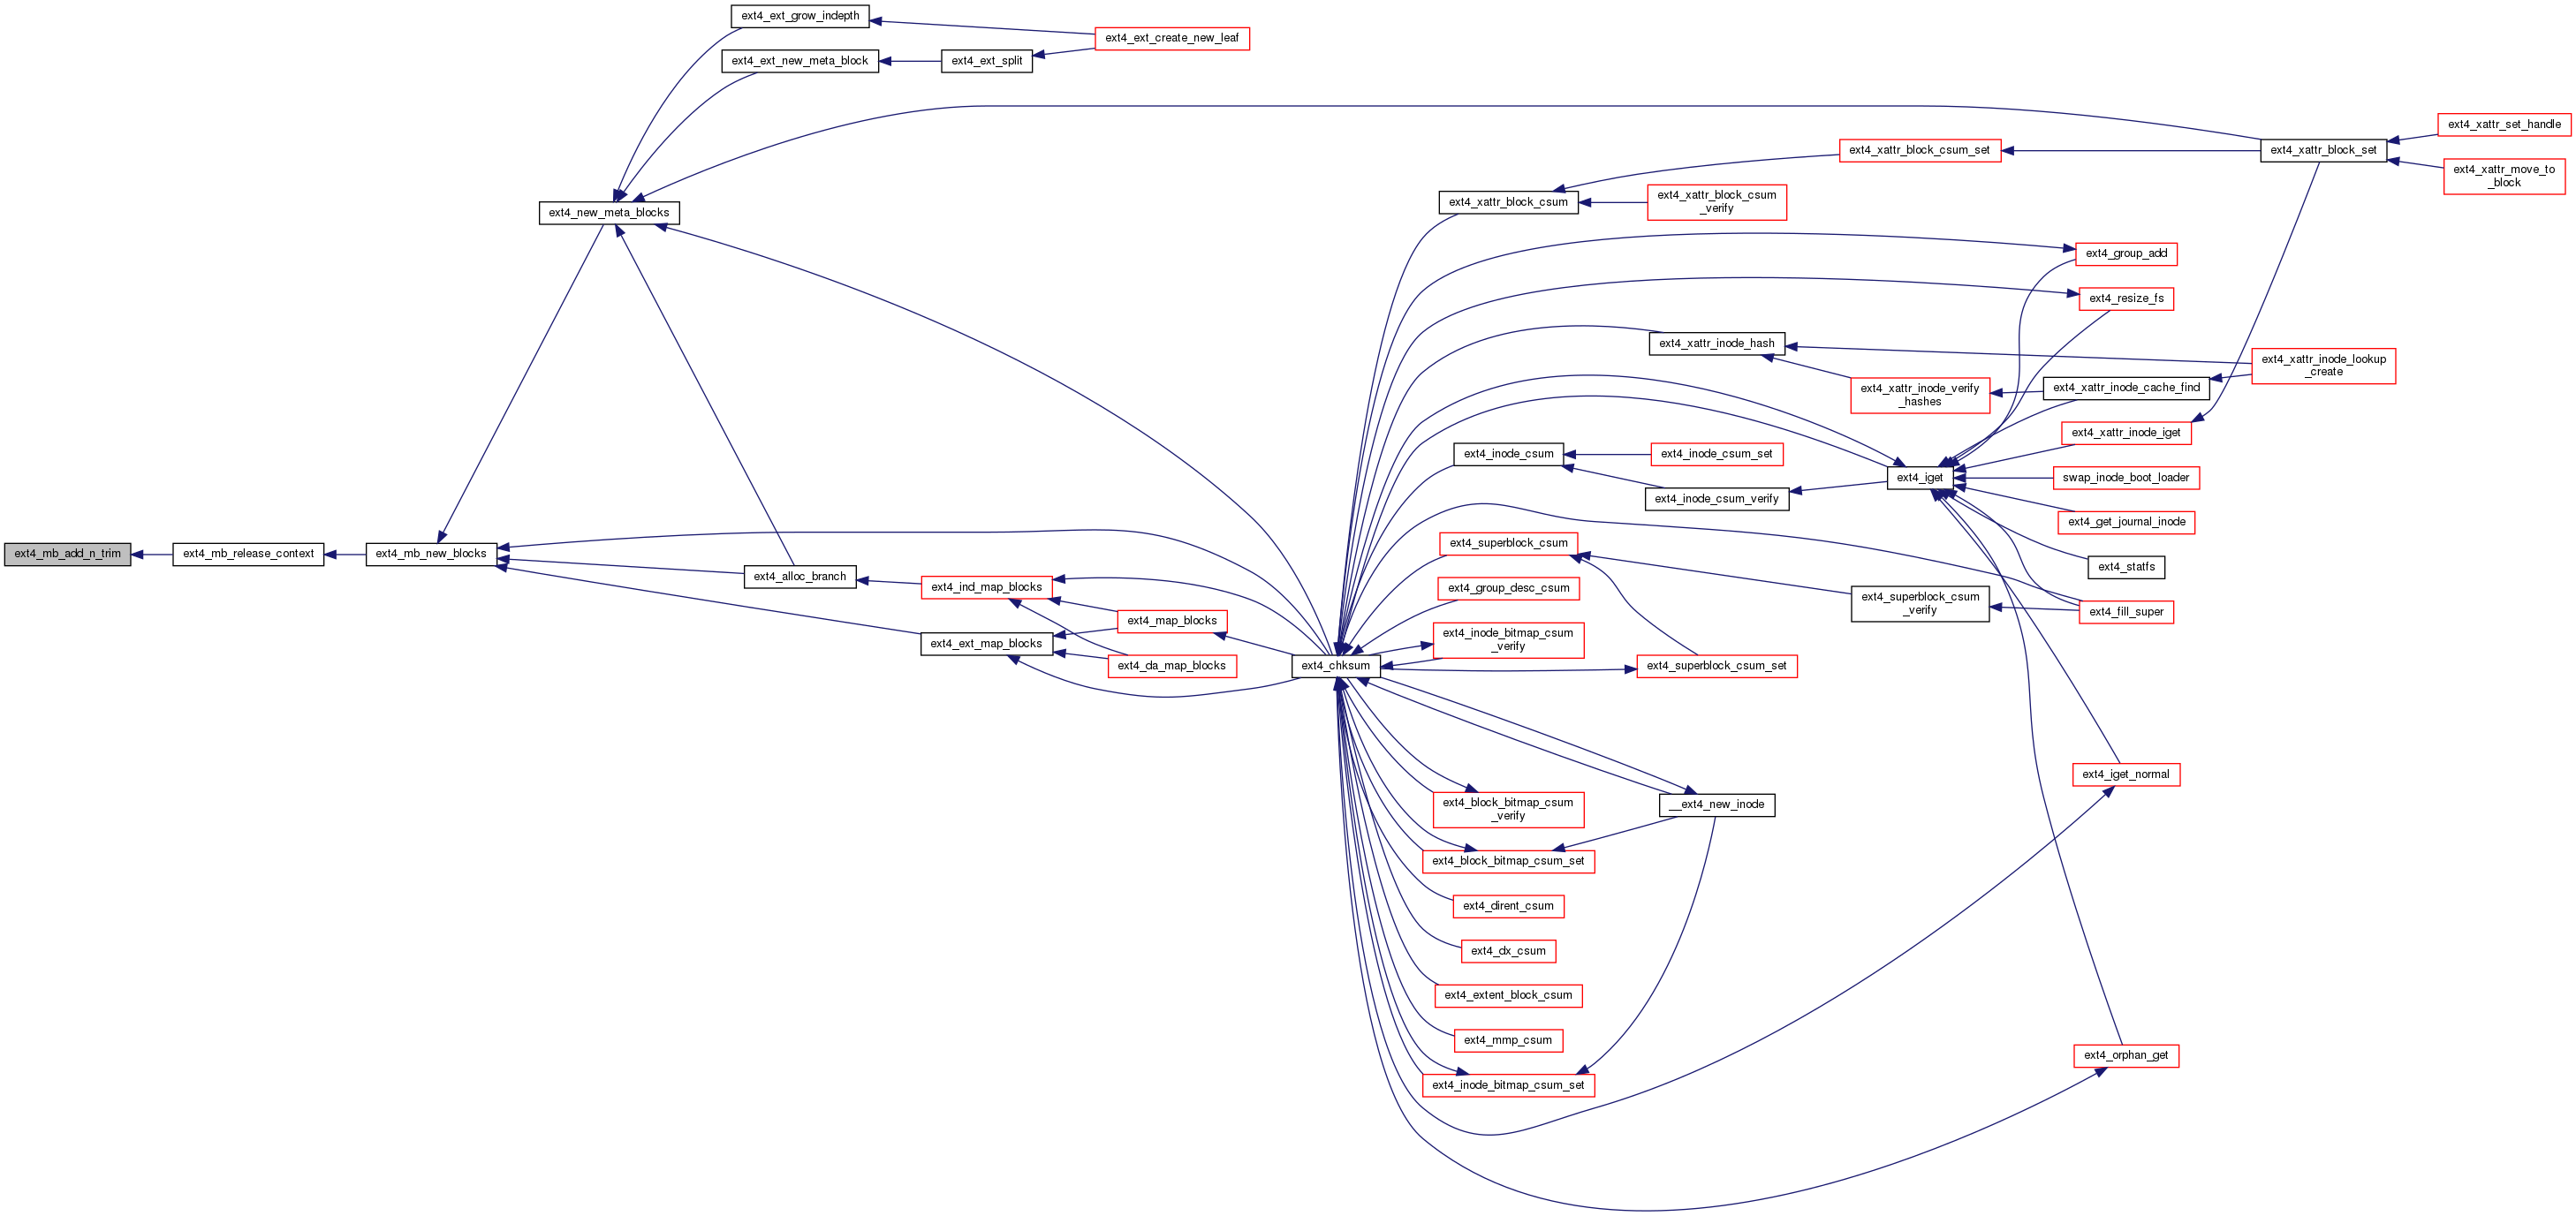 ext4_ext_grow_indepth
ext4_ext_create_new_leaf
ext4_ext_new_meta_block
ext4_ext_split
ext4_xattr_set_handle
ext4_xattr_block_csum_set
ext4_xattr_block_set
ext4_xattr_move_to
_block
ext4_new_meta_blocks
ext4_xattr_block_csum
ext4_xattr_block_csum
_verify
ext4_group_add
ext4_resize_fs
ext4_xattr_inode_hash
ext4_xattr_inode_lookup
_create
ext4_xattr_inode_verify
_hashes
ext4_xattr_inode_cache_find
ext4_xattr_inode_iget
ext4_inode_csum
ext4_inode_csum_set
ext4_iget
swap_inode_boot_loader
ext4_inode_csum_verify
ext4_get_journal_inode
ext4_mb_add_n_trim
ext4_mb_release_context
ext4_mb_new_blocks
ext4_superblock_csum
ext4_statfs
ext4_alloc_branch
ext4_ind_map_blocks
ext4_group_desc_csum
ext4_superblock_csum
_verify
ext4_fill_super
ext4_map_blocks
ext4_ext_map_blocks
ext4_inode_bitmap_csum
_verify
ext4_da_map_blocks
ext4_chksum
ext4_superblock_csum_set
ext4_iget_normal
ext4_block_bitmap_csum
_verify
__ext4_new_inode
ext4_block_bitmap_csum_set
ext4_dirent_csum
ext4_dx_csum
ext4_extent_block_csum
ext4_mmp_csum
ext4_orphan_get
ext4_inode_bitmap_csum_set